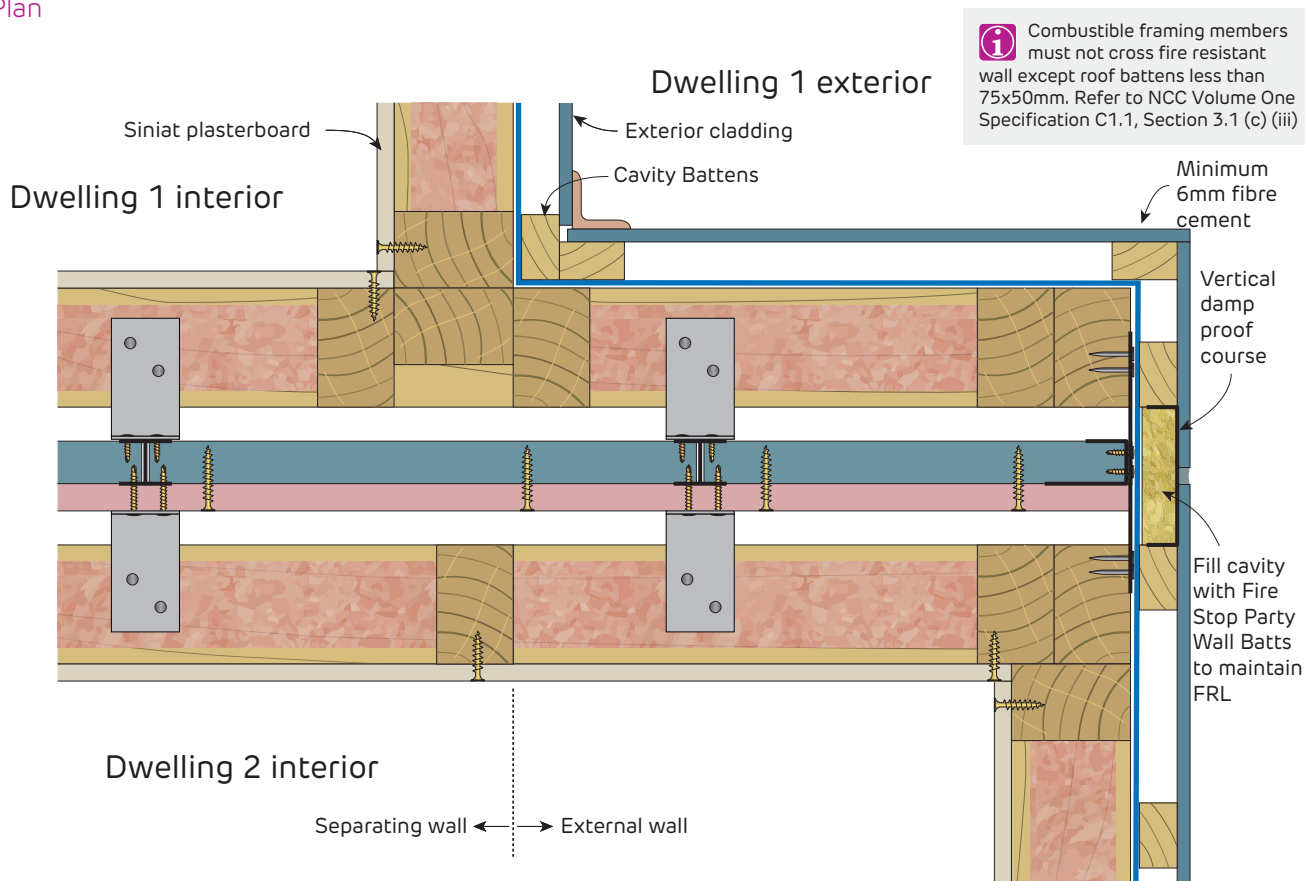 Plan
Combustible framing members
must not cross fire resistant
wall except roof battens less than
75x50mm. Refer to NCC Volume One
Specification C1.1, Section 3.1 (c) (iii)
Dwelling 1 exterior
Siniat plasterboard
Exterior cladding
Cavity Battens
Dwelling 1 interior
Minimum
6mm fibre
cement
Vertical
damp
proof
course
Fill cavity
with Fire
Stop Party
Wall Batts
to maintain
FRL
Dwelling 2 interior
Separating wall
External wall